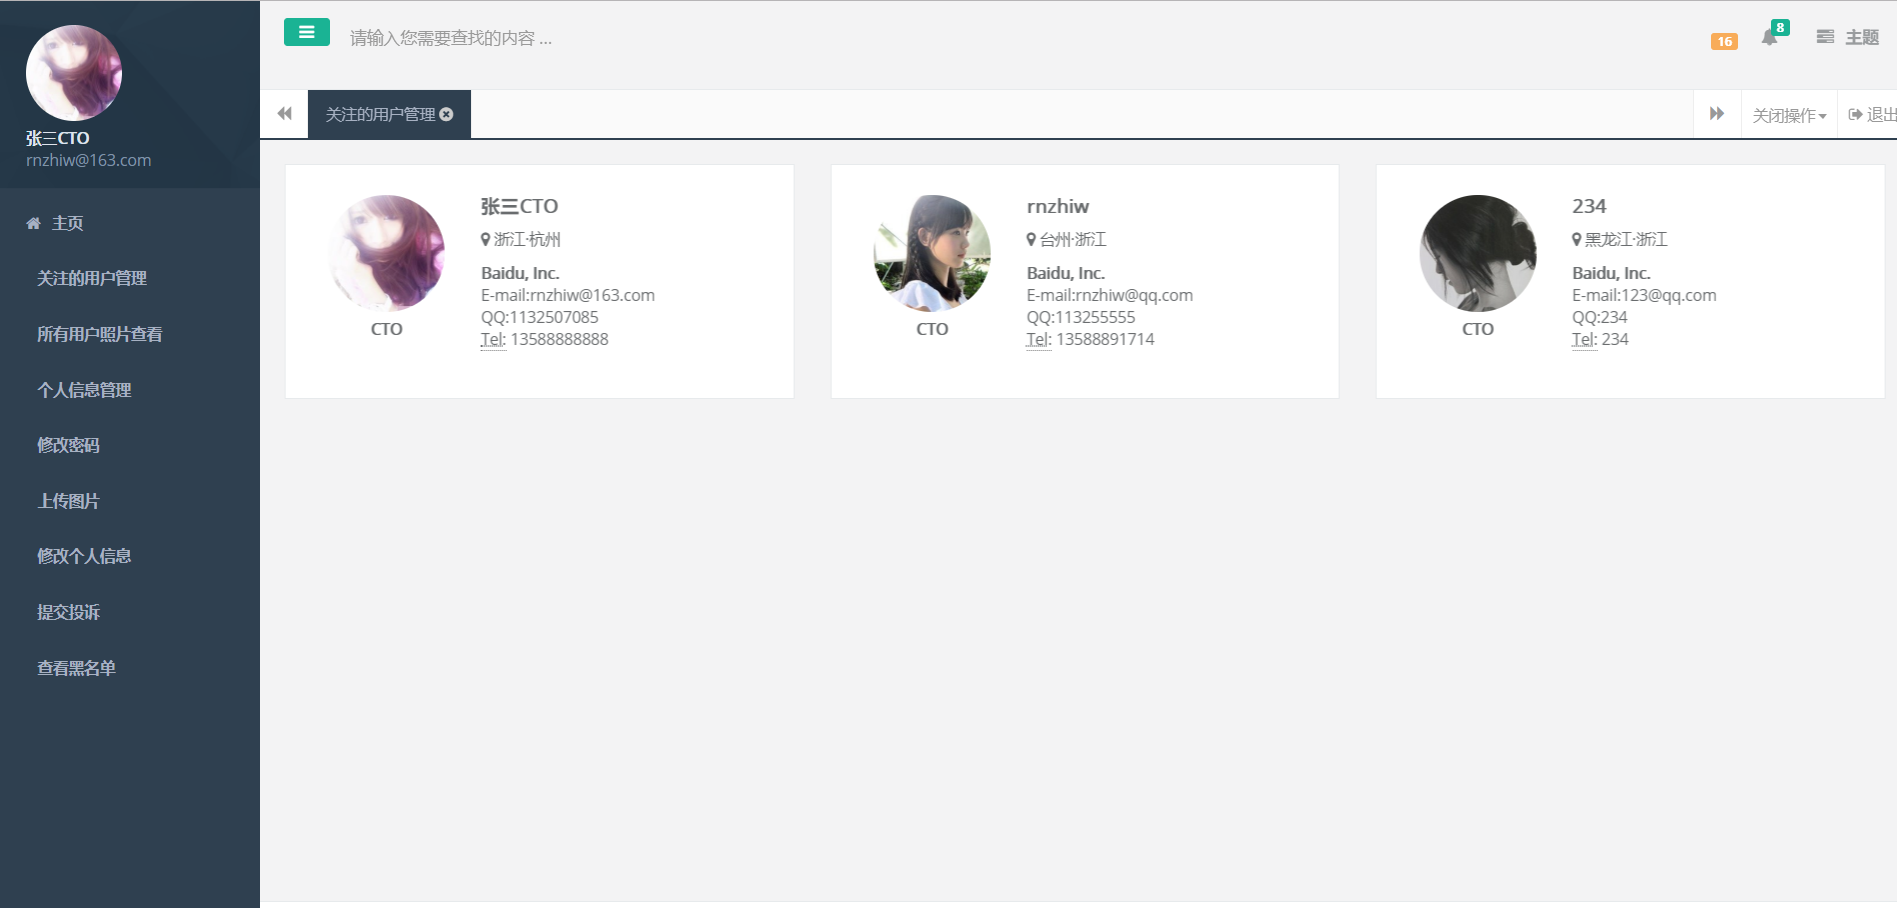 张三CTO
rnzhiw@163.com
主页
关注的用户管理
所有用户照片查看
个人信息管理
修改密码
上传图片
修改个人信息
提交投诉
查看黑名单
请输入您需要查找的内容 ...
16
8
主题
关注的用户管理
关闭操作
退出
张三CTO
浙江·杭州
Baidu, Inc.
E-mail:rnzhiw@163.com
QQ:1132507085
Tel: 13588888888
CTO
rnzhiw
台州·浙江
Baidu, Inc.
E-mail:rnzhiw@qq.com
QQ:113255555
Tel: 13588891714
CTO
234
黑龙江·浙江
Baidu, Inc.
E-mail:123@qq.com
QQ:234
Tel: 234
CTO